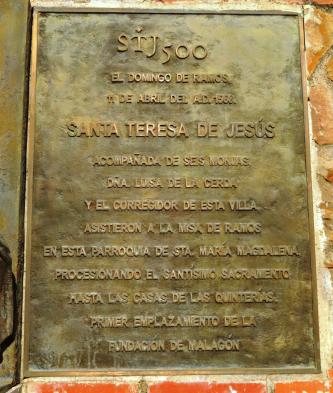 STJ500
EL DOMINGO DE RAMOS,
11 DE ABRIL DEL A.D.1568,
SANTA TERESA DE JESÚS
ACOMPAÑADA DE SEIS MONJAS,
DÑA. LUISA DE LA CERDA
Y EL CORREGIDOR DE ESTA VILLA,
ASISTIERON A LA MISA DE RAMOS
EN ESTA PARROQUIA DE STA. MARÍA MAGDALENA,
PROCESIONANDO EL SANTÍSIMO SACRAMENTO
HASTA LAS CASAS DE LAS QUINTERÍAS,
PRIMER EMPLAZAMIENTO DE LA
FUNDACIÓN DE MALAGÓN